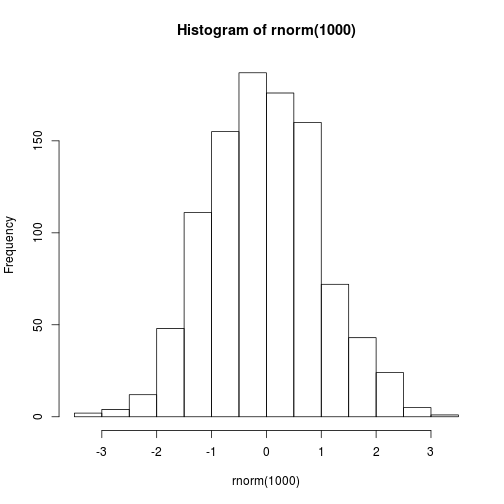 Histogram of rnorm(1000)
150
100
50
0
Frequency
-3 -2 -1 0 1 2 3
rnorm(1000)